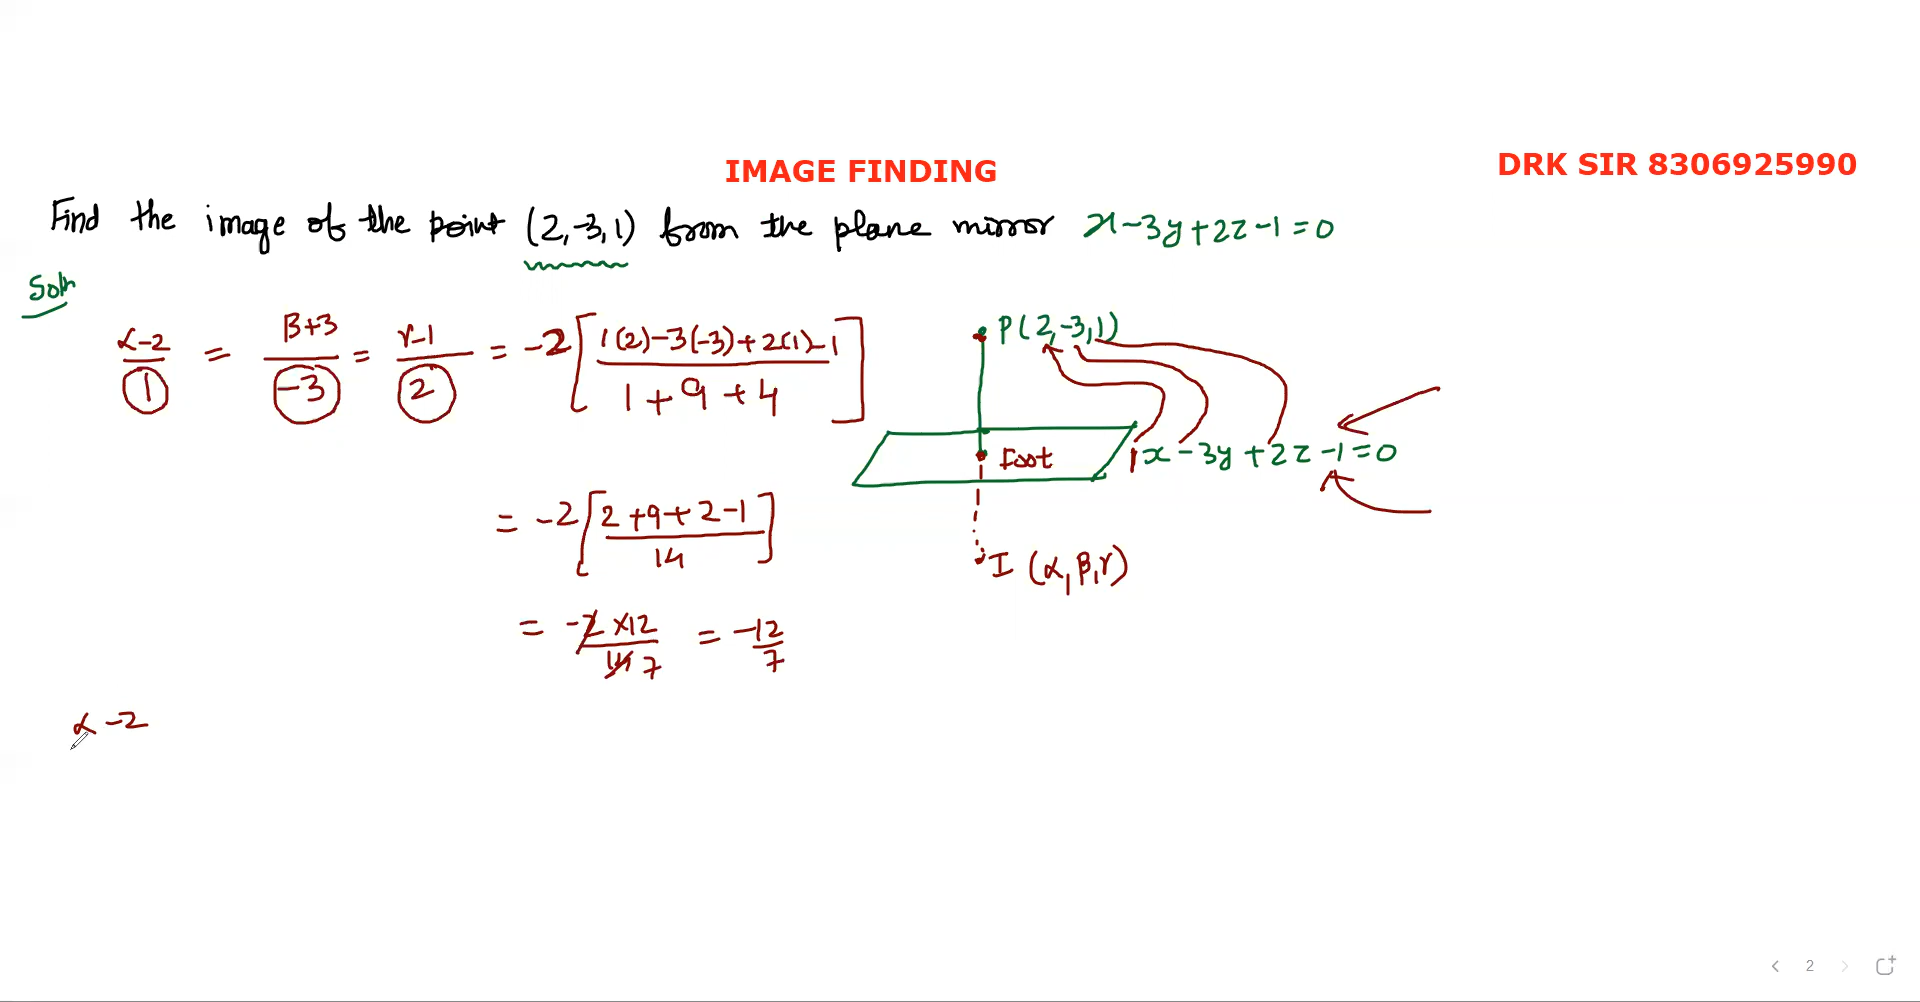 IMAGE FINDING
DRK SIR 8306925990
Find the image of the point (2,-3,1) from the plane mirror x-3y+2z-1=0
Soln
α-2/1 = β+3/-3 = γ-1/2 = -2[1(2)-3(-3)+2(1)-1/1+9+4]
P(2,-3,1)
Foot
1x-3y+2z-1=0
= -2[2+9+2-1/14]
I (α,β,γ)
= -2×12/14 7 = -12/7
α-2
2